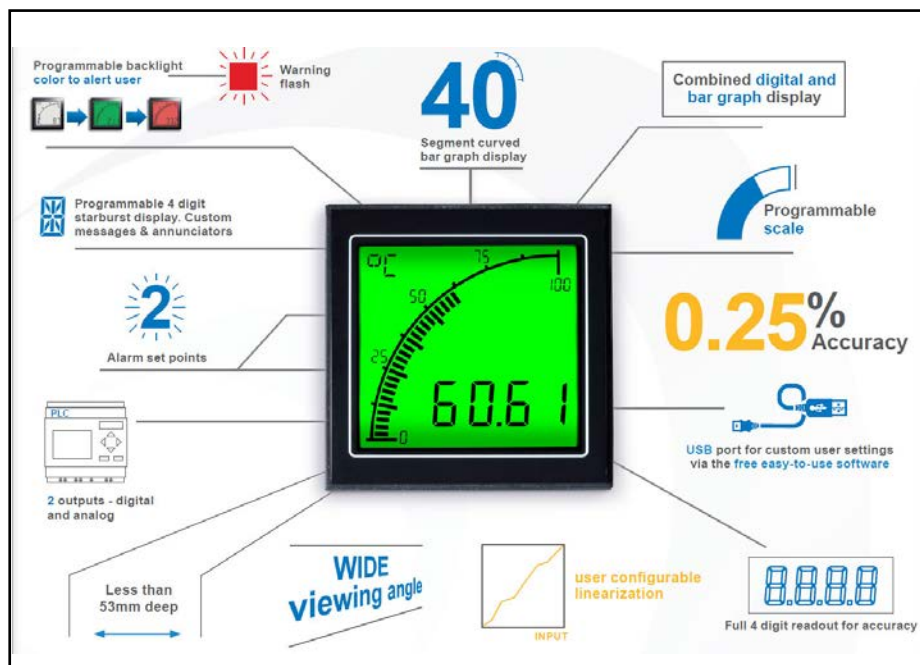 Programmable backlight
color to alert user
Warning
flash
40
Segment curved
bar graph display
Combined digital and
bar graph display
Programmable 4 digit
starburst display. Custom
messages & annunciators
Programmable
scale
2
Alarm set points
°C
0
25
50
75
100
60.61
0.25%
Accuracy
PLC
2 outputs - digital
and analog
USB port for custom user settings
via the free easy-to-use software
Less than
53mm deep
WIDE
viewing angle
user configurable
linearization
INPUT
8.8.8.8
Full 4 digit readout for accuracy